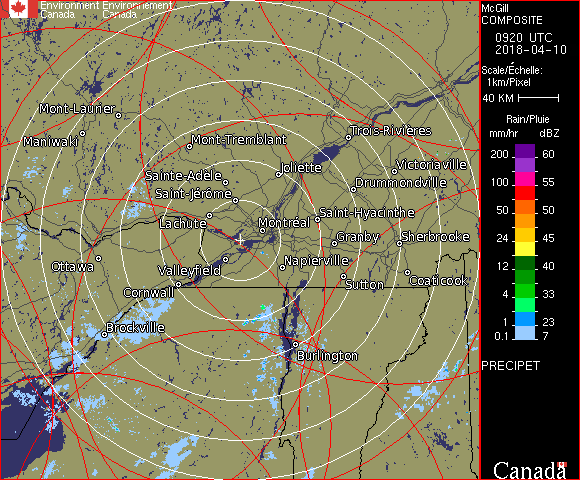 Environment Environnement
Canada Canada
McGill
COMPOSITE
0920 UTC
2018-04-10
Scale/Échelle:
1km/Pixel
40 KM
Rain/Pluie
mm/hr dBZ
200 60
100 55
50 50
24 45
12 40
4 33
1 23
0.1 7
PRECIPET
Canada
Mont-Laurier
Maniwaki
Mont-Tremblant
Trois-Rivières
Sainte-Adèle
Joliette
Victoriaville
Saint-Jérôme
Drummondville
Lachute
Montréal
Saint-Hyacinthe
Granby
Sherbrooke
Ottawa
Valleyfield
Napierville
Cornwall
Sutton
Coaticook
Brockville
Burlington